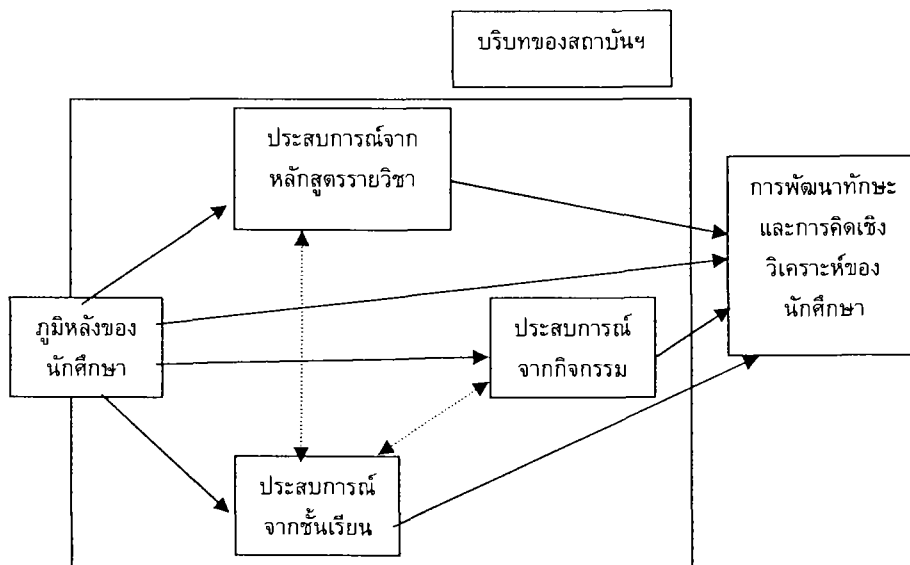 บริบทของสถาบันฯ
ประสบการณ์จาก
หลักสูตรรายวิชา
การพัฒนาทักษะ
และการคิดเชิง
วิเคราะห์ของ
นักศึกษา
ภูมิหลังของ
นักศึกษา
ประสบการณ์
จากกิจกรรม
ประสบการณ์
จากชั้นเรียน